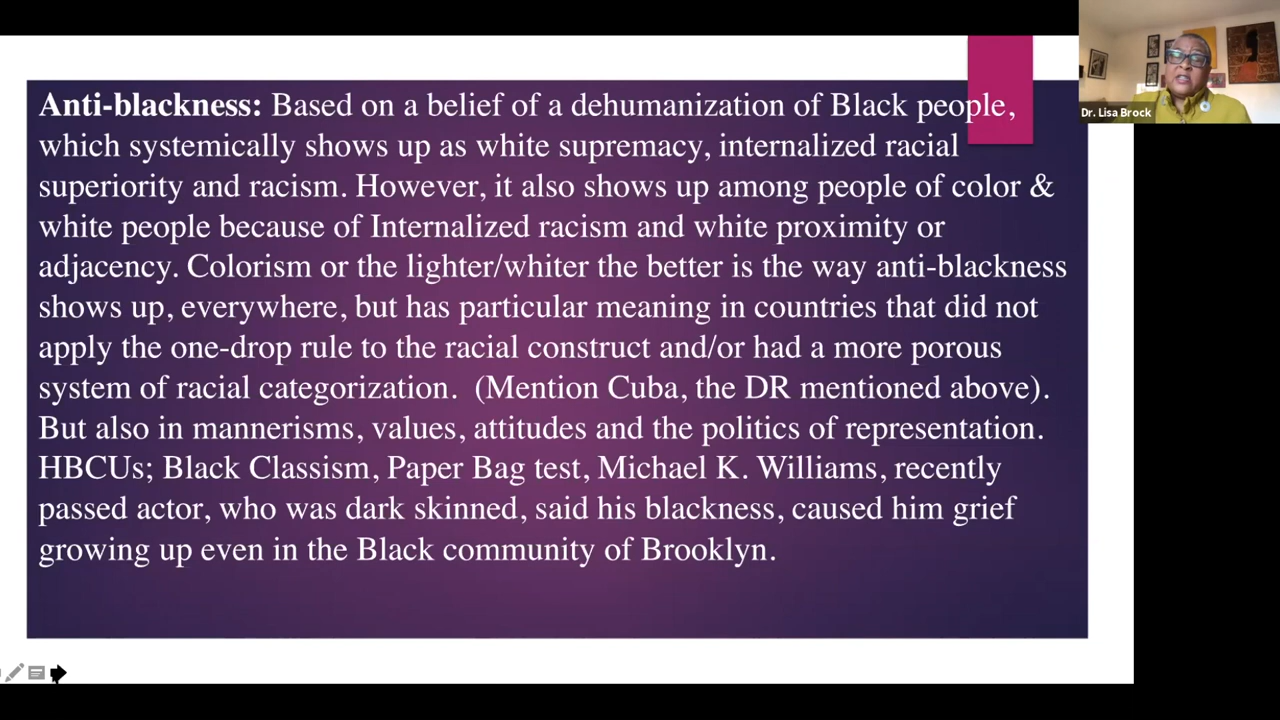 Anti-blackness: Based on a belief of a dehumanization of Black people,
which systemically shows up as white supremacy, internalized racial
superiority and racism. However, it also shows up among people of color &
white people because of Internalized racism and white proximity or
adjacency. Colorism or the lighter/whiter the better is the way anti-blackness
shows up, everywhere, but has particular meaning in countries that did not
apply the one-drop rule to the racial construct and/or had a more porous
system of racial categorization.  (Mention Cuba, the DR mentioned above).
But also in mannerisms, values, attitudes and the politics of representation.
HBCUs; Black Classism, Paper Bag test, Michael K. Williams, recently
passed actor, who was dark skinned, said his blackness, caused him grief
growing up even in the Black community of Brooklyn.
Dr. Lisa Brock